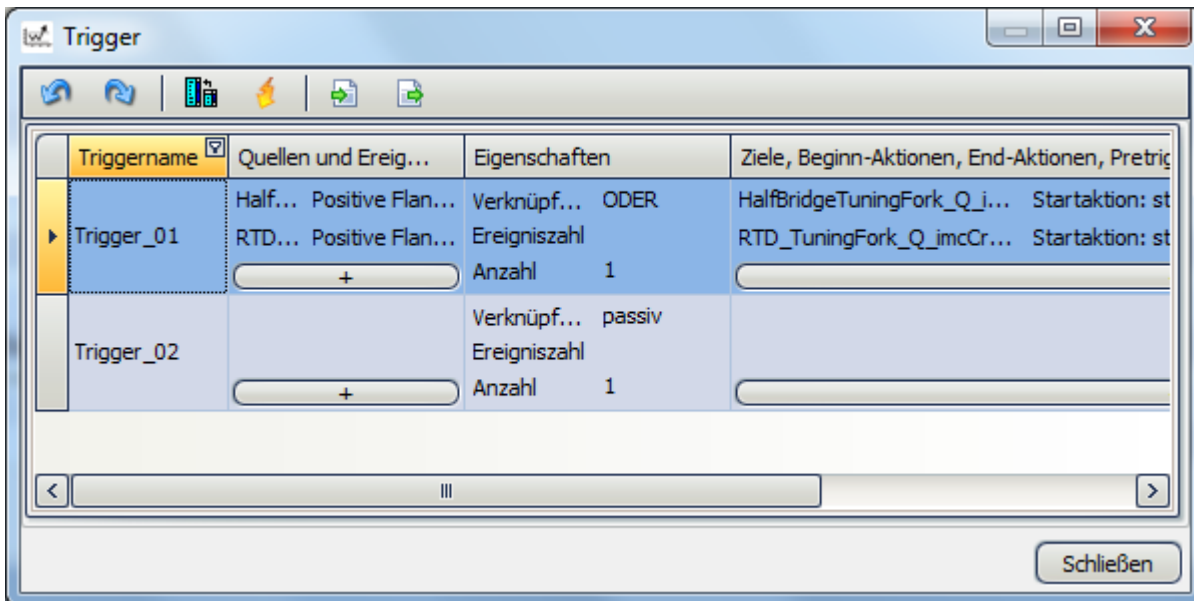 Trigger
Triggername Quellen und Ereig... Eigenschaften Ziele, Beginn-Aktionen, End-Aktionen, Pretrig
Trigger_01
Half... Positive Flan...
RTD... Positive Flan...
+
Verknüpf... ODER
Ereigniszahl
Anzahl 1
HalfBridgeTuningFork_Q_i... Startaktion: st
RTD_TuningFork_Q_imcCr... Startaktion: st
Trigger_02
+
Verknüpf... passiv
Ereigniszahl
Anzahl 1
Schließen